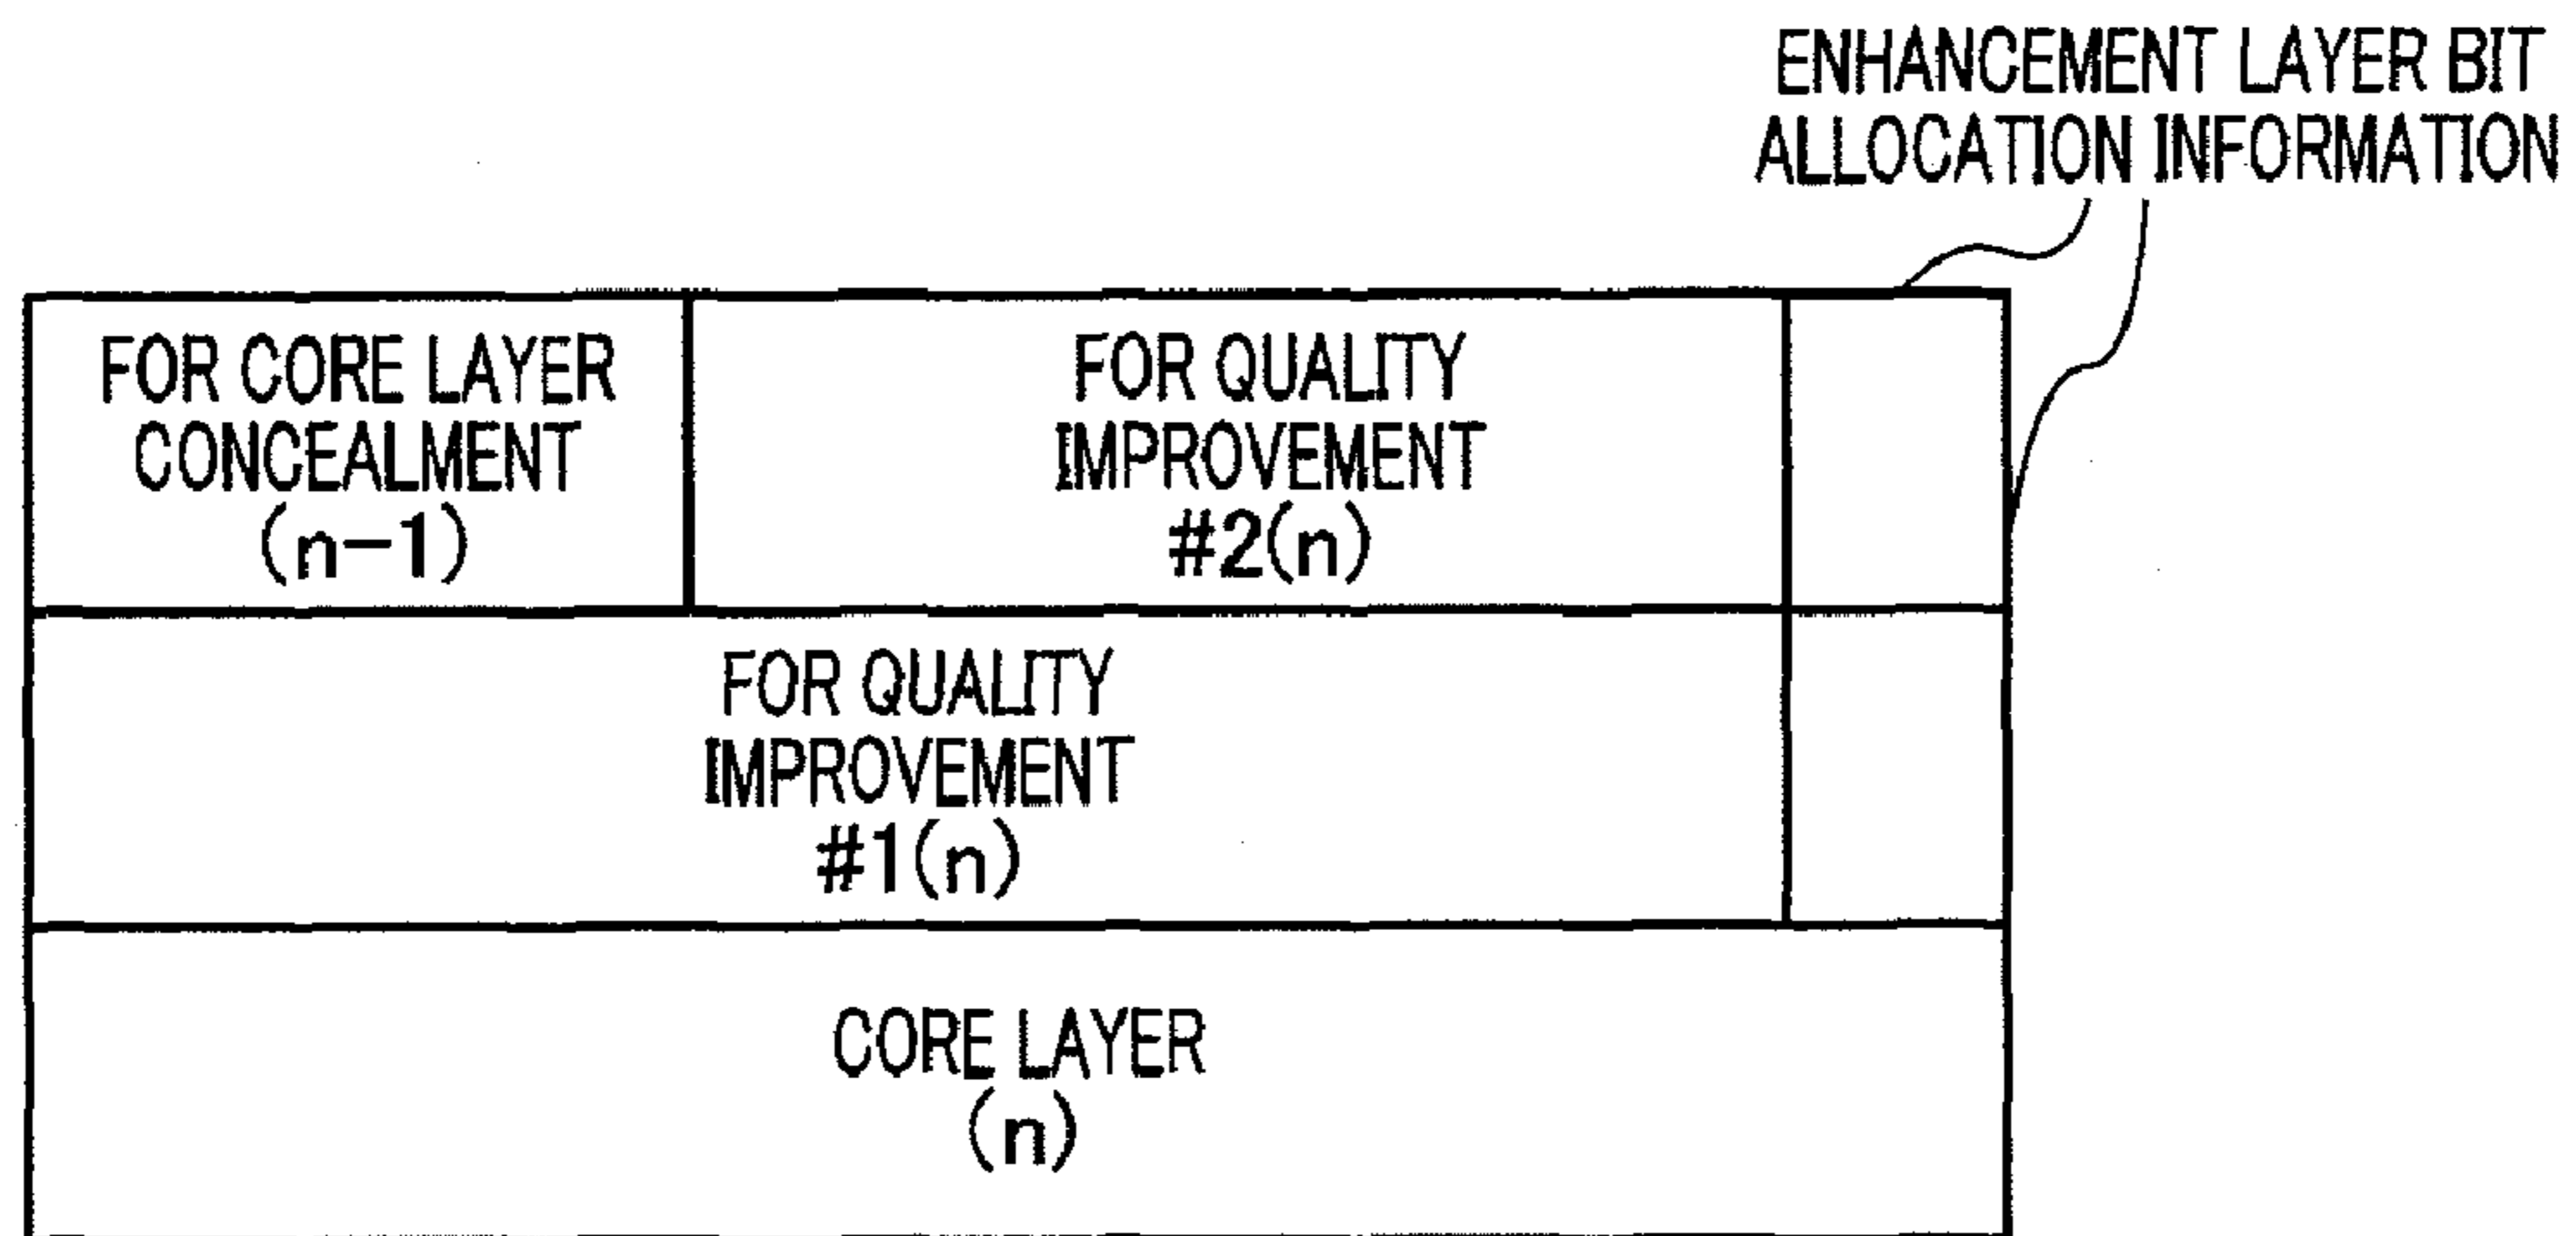 ENHANCEMENT LAYER BIT
ALLOCATION INFORMATION
FOR CORE LAYER
CONCEALMENT
(n-1)
FOR QUALITY
IMPROVEMENT
#2(n)
FOR QUALITY
IMPROVEMENT
#1(n)
CORE LAYER
(n)